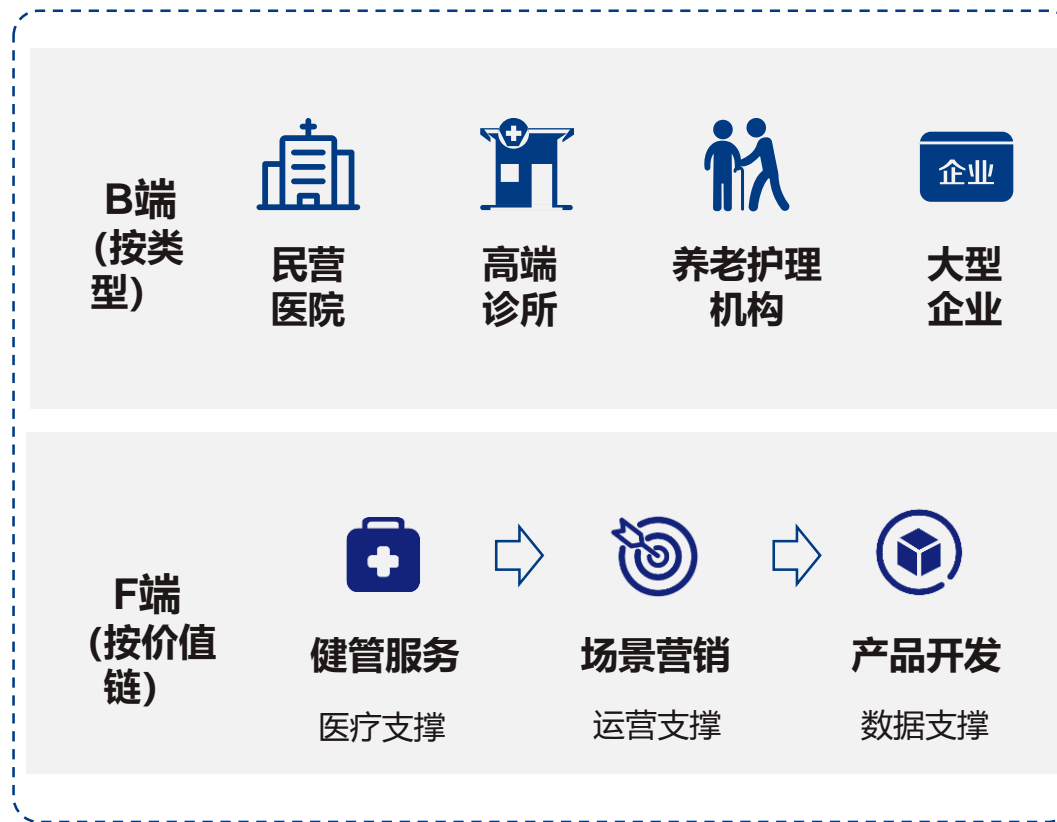 B端
(按类
型)
民营
医院
高端
诊所
养老护理
机构
企业
大型
企业
F端
(按价值
链)
健管服务
场景营销
产品开发
医疗支撑
运营支撑
数据支撑